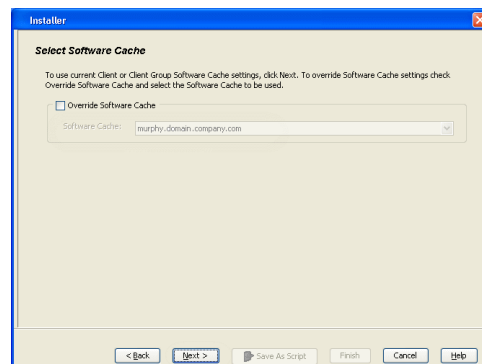 Installer
Select Software Cache
To use current Client or Client Group Software Cache settings, click Next. To override Software Cache settings check
Override Software Cache and select the Software Cache to be used.
Override Software Cache
Software Cache: murphy.domain.company.com
< Back Next > Save As Script Finish Cancel Help